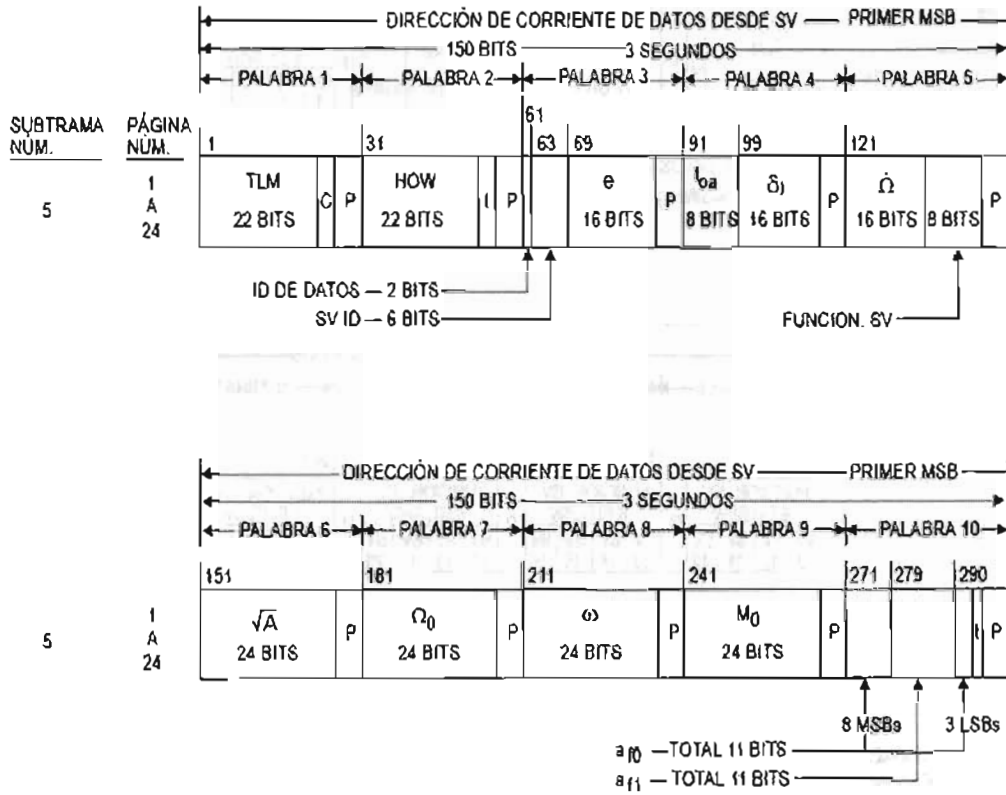 DIRECCIÓN DE CORRIENTE DE DATOS DESDE SV PRIMER MSB
150 BITS 3 SEGUNDOS
PALABRA 1 PALABRA 2 PALABRA 3 PALABRA 4 PALABRA 5
SUBTRAMA NÚM. PÁGINA NÚM.
1 31 61 63 69 91 99 121
5 1 A 24
TLM 22 BITS C P HOW 22 BITS t P e 16 BITS P t_oa 8 BITS δ_i 16 BITS P Ω̇ 16 BITS 8 BITS P
ID DE DATOS — 2 BITS
SV ID — 6 BITS FUNCION. SV
DIRECCIÓN DE CORRIENTE DE DATOS DESDE SV PRIMER MSB
150 BITS 3 SEGUNDOS
PALABRA 6 PALABRA 7 PALABRA 8 PALABRA 9 PALABRA 10
151 181 211 241 271 279 290
5 1 A 24
√A 24 BITS P Ω₀ 24 BITS P ω 24 BITS P M₀ 24 BITS P t P
8 MSBs 3 LSBs
a_f0 — TOTAL 11 BITS
a_f1 — TOTAL 11 BITS